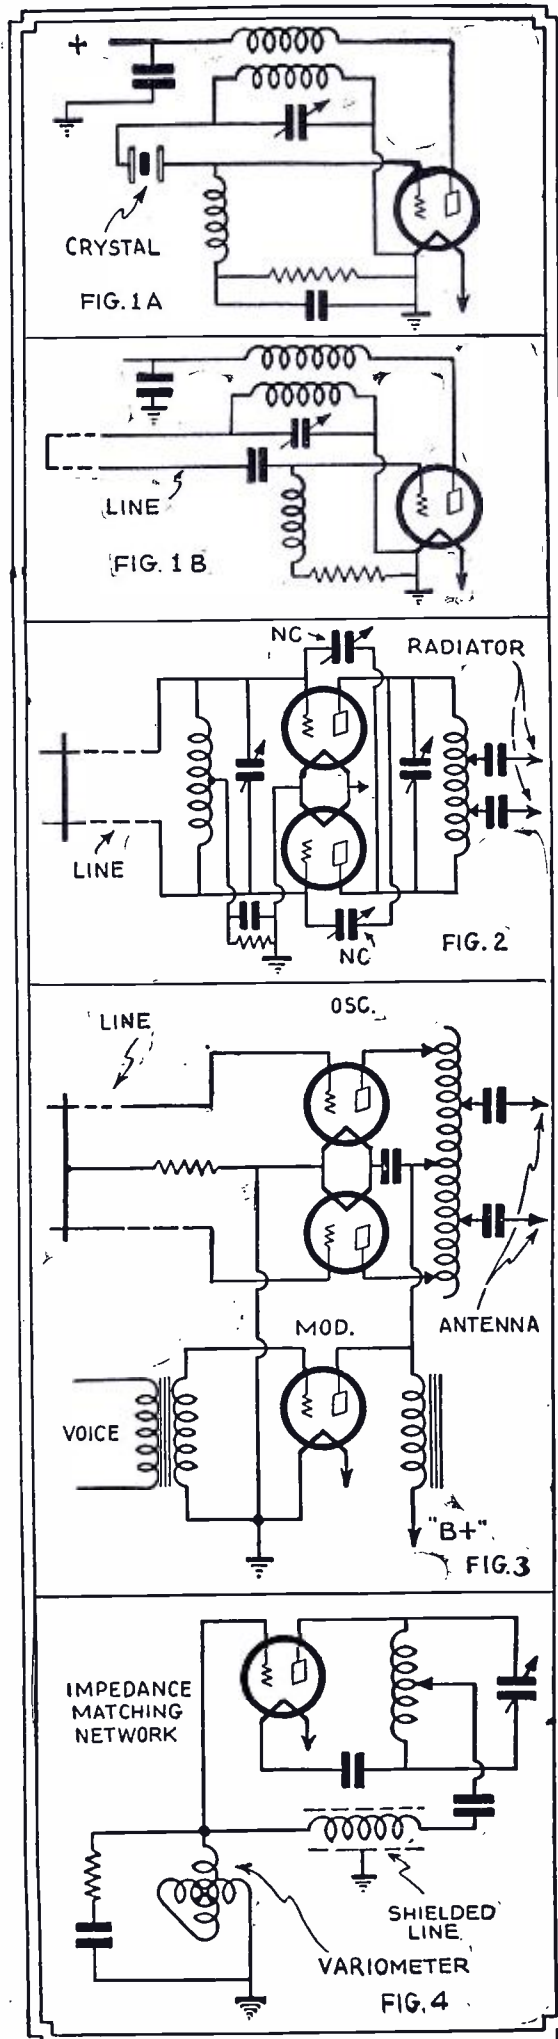 +
CRYSTAL
FIG.1A
LINE
FIG. 1 B
NC
RADIATOR
LINE
NC
FIG.2
OSC.
LINE
ANTENNA
MOD.
VOICE
"B+"
FIG.3
IMPEDANCE
MATCHING
NETWORK
SHIELDED
LINE
VARIOMETER
FIG.4